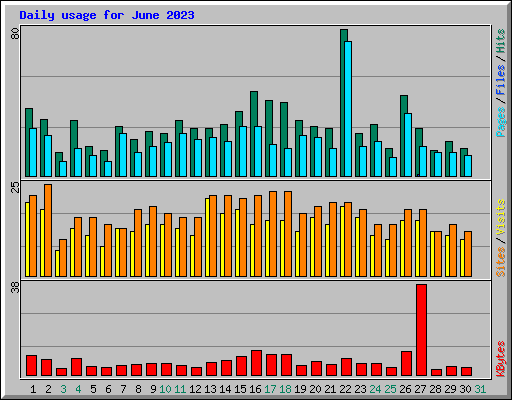 Daily usage for June 2023
80
Pages / Files / Hits
25
Sites / Visits
38
KBytes
1 2 3 4 5 6 7 8 9 10 11 12 13 14 15 16 17 18 19 20 21 22 23 24 25 26 27 28 29 30 31